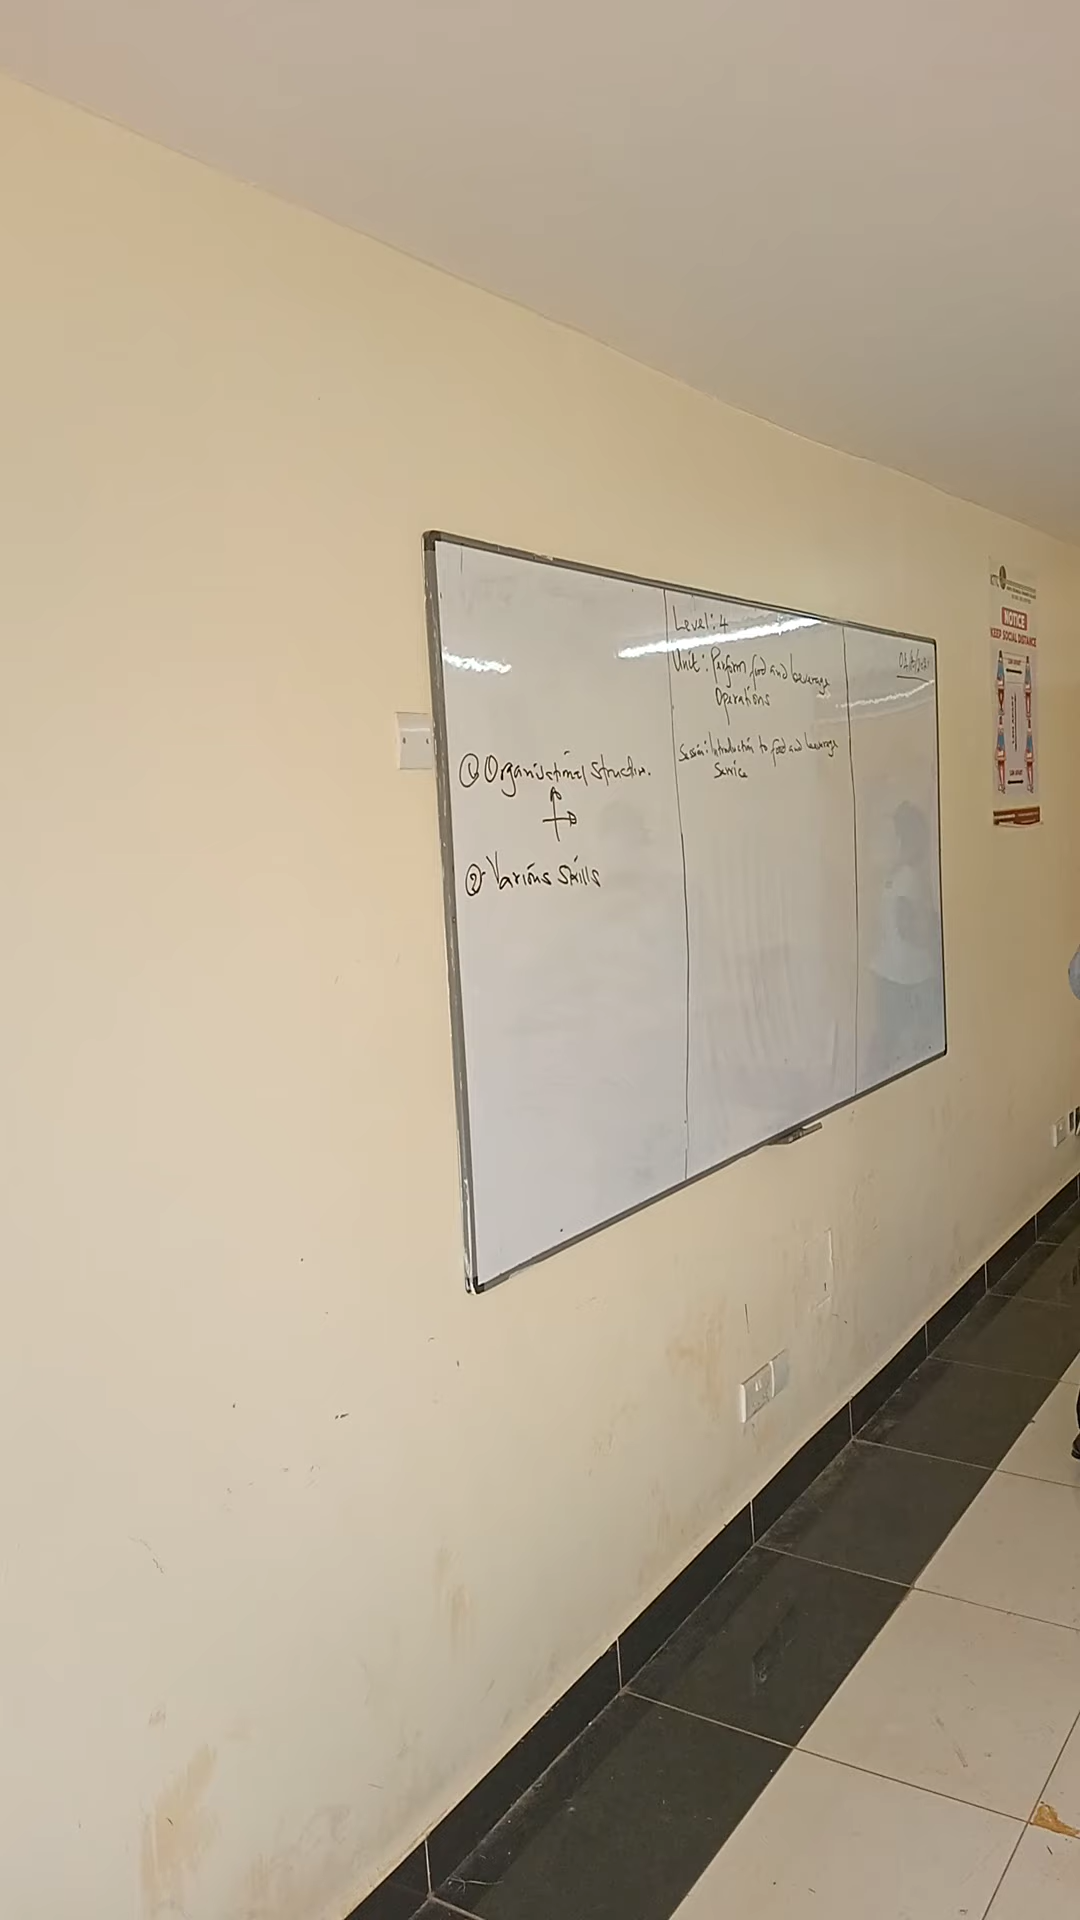 Level: 4
Unit: Perform food and beverage
Operations
Session: Introduction to food and beverage
Service
① Organisational Structure.
② Various Skills
NOTICE
KEEP SOCIAL DISTANCE